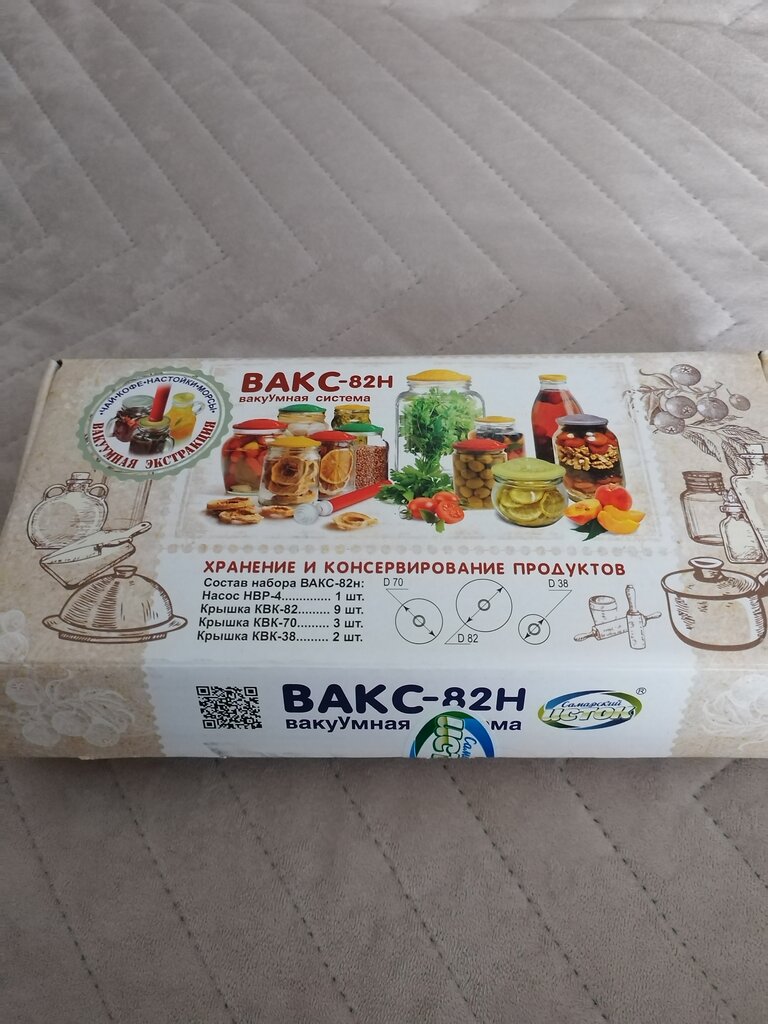 •ЧАЙ•КОФЕ•НАСТОЙКИ•МОРСЫ•
ВАКУУМНАЯ ЭКСТРАКЦИЯ
ВАКС-82Н
вакуУмная система
ХРАНЕНИЕ И КОНСЕРВИРОВАНИЕ ПРОДУКТОВ
Состав набора ВАКС-82н:
Насос НВР-4............. 1 шт.
Крышка КВК-82......... 9 шт.
Крышка КВК-70......... 3 шт.
Крышка КВК-38......... 2 шт.
D 70
D 82
D 38
ВАКС-82Н
вакуУмная ма
Самарский
ИСТОК®
Сам
ИСТ